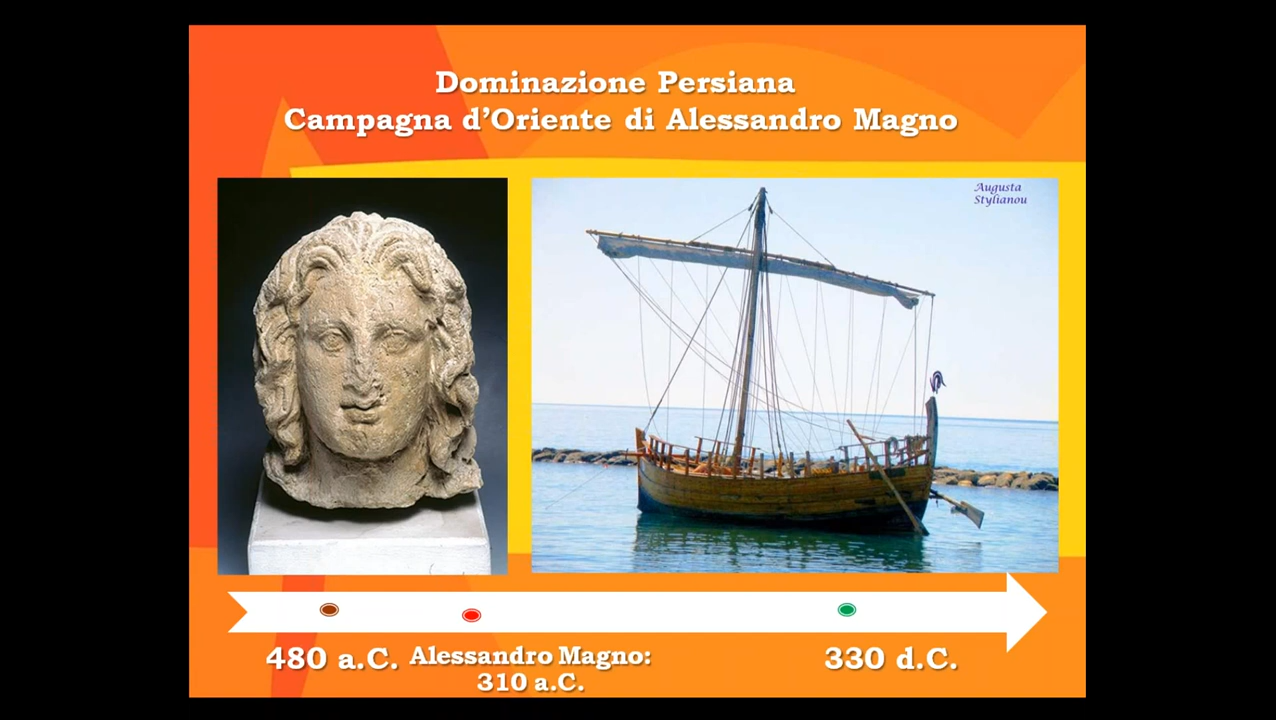 Dominazione Persiana
Campagna d’Oriente di Alessandro Magno
Augusta
Stylianou
480 a.C.
Alessandro Magno:
310 a.C.
330 d.C.